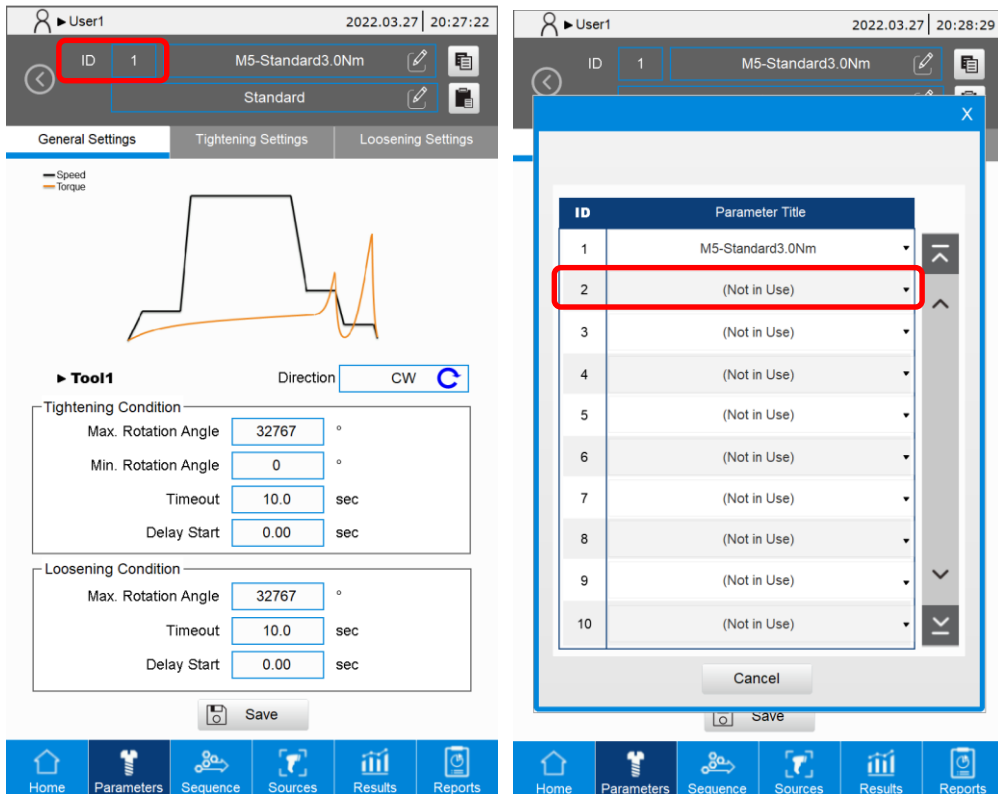 ▸User1 2022.03.27 20:27:22
ID 1 M5-Standard3.0Nm
Standard
General Settings Tightening Settings Loosening Settings
Speed
Torque
▸Tool1 Direction CW
Tightening Condition
Max. Rotation Angle 32767 °
Min. Rotation Angle 0 °
Timeout 10.0 sec
Delay Start 0.00 sec
Loosening Condition
Max. Rotation Angle 32767 °
Timeout 10.0 sec
Delay Start 0.00 sec
Save
Home Parameters Sequence Sources Results Reports
▸User1 2022.03.27 20:28:29
ID 1 M5-Standard3.0Nm
X
ID Parameter Title
1 M5-Standard3.0Nm
2 (Not in Use)
3 (Not in Use)
4 (Not in Use)
5 (Not in Use)
6 (Not in Use)
7 (Not in Use)
8 (Not in Use)
9 (Not in Use)
10 (Not in Use)
Cancel
Save
Home Parameters Sequence Sources Results Reports